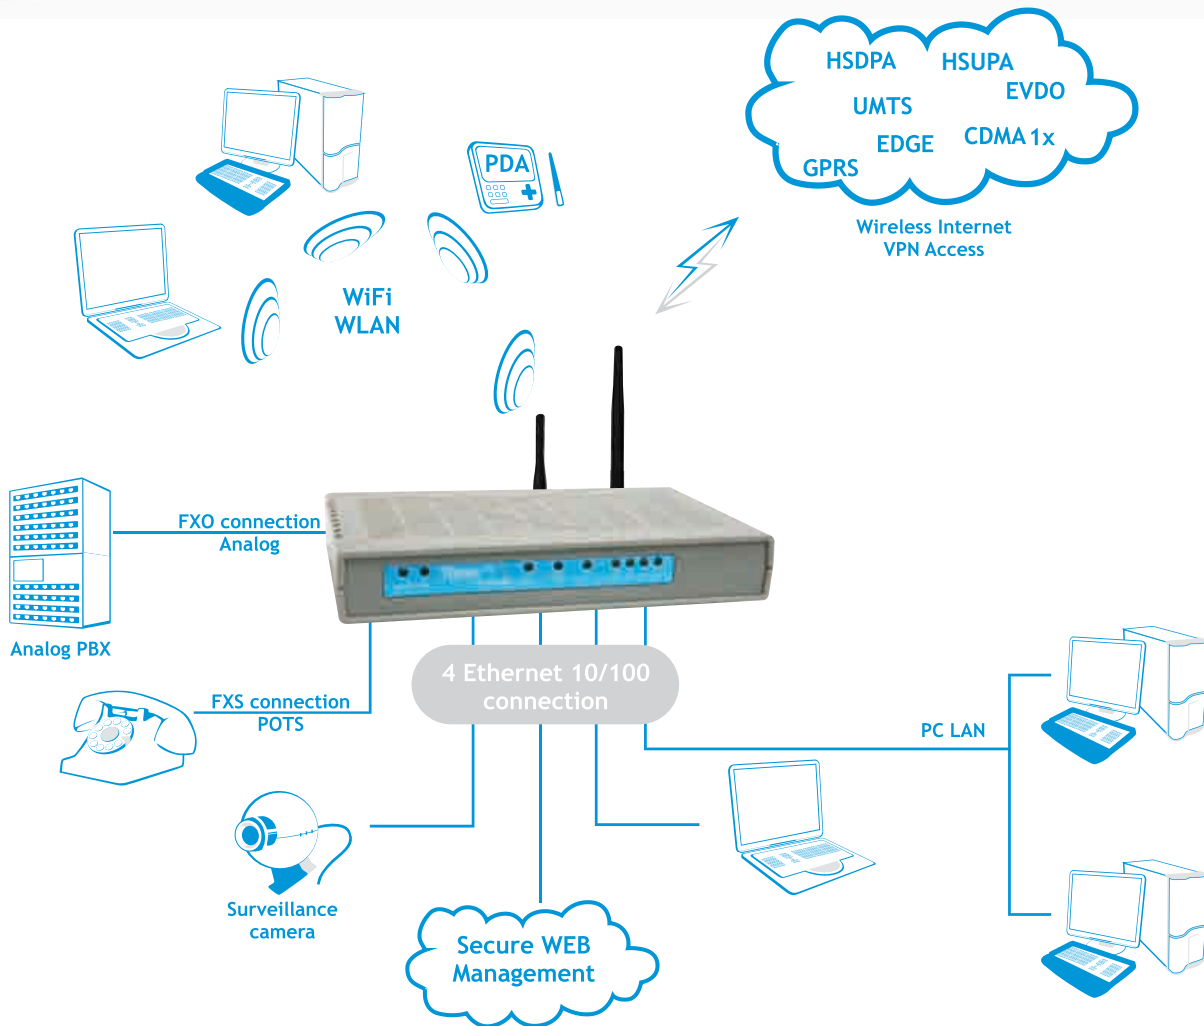 HSDPA
HSUPA
EVDO
UMTS
EDGE
CDMA 1x
GPRS
Wireless Internet
VPN Access
PDA
WiFi
WLAN
FXO connection
Analog
Analog PBX
4 Ethernet 10/100
connection
FXS connection
POTS
PC LAN
Surveillance
camera
Secure WEB
Management